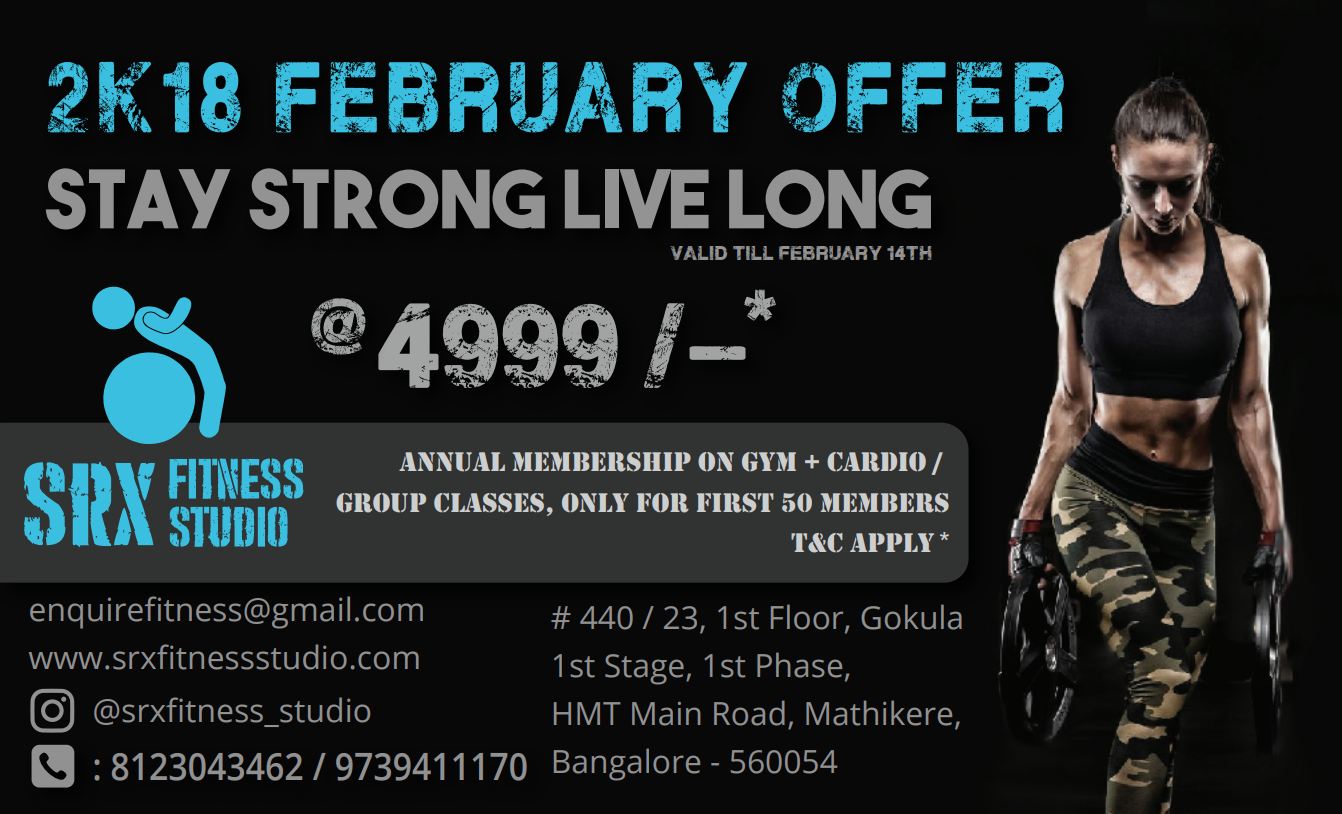 2K18 FEBRUARY OFFER
STAY STRONG LIVE LONG
VALID TILL FEBRUARY 14TH
@4999 /-*
SRX FITNESS STUDIO
ANNUAL MEMBERSHIP ON GYM + CARDIO /
GROUP CLASSES, ONLY FOR FIRST 50 MEMBERS
T&C APPLY *
enquirefitness@gmail.com
www.srxfitnessstudio.com
@srxfitness_studio
: 8123043462 / 9739411170
# 440 / 23, 1st Floor, Gokula
1st Stage, 1st Phase,
HMT Main Road, Mathikere,
Bangalore - 560054